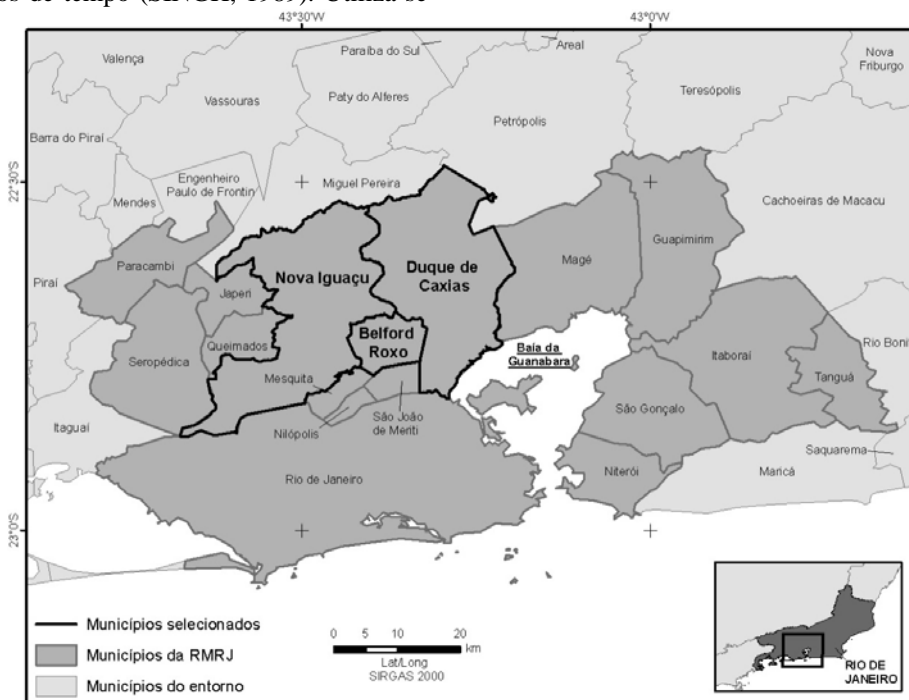 os de tempo (SINGH, 1989). Utiliza-se
43°30'W
43°0'W
Paraíba do Sul
Areal
Nova
Friburgo
Valença
Vassouras
Paty do Alferes
Teresópolis
Petrópolis
Barra do Piraí
22°30'S
Engenheiro
Paulo de Frontin
Miguel Pereira
Mendes
Cachoeiras de Macacu
Paracambi
Piraí
Nova Iguaçu
Duque de
Caxias
Magé
Guapimirim
Japeri
Queimados
Belford
Roxo
Baía da
Guanabara
Rio Bonit
Seropédica
Itaboraí
Mesquita
Tanguá
São João
de Meriti
São Gonçalo
Itaguaí
Nilópolis
Saquarema
Niterói
Maricá
Rio de Janeiro
23°0'S
Municípios selecionados
Municípios da RMRJ
Municípios do entorno
0 5 10 20
km
Lat/Long
SIRGAS 2000
RIO DE
JANEIRO